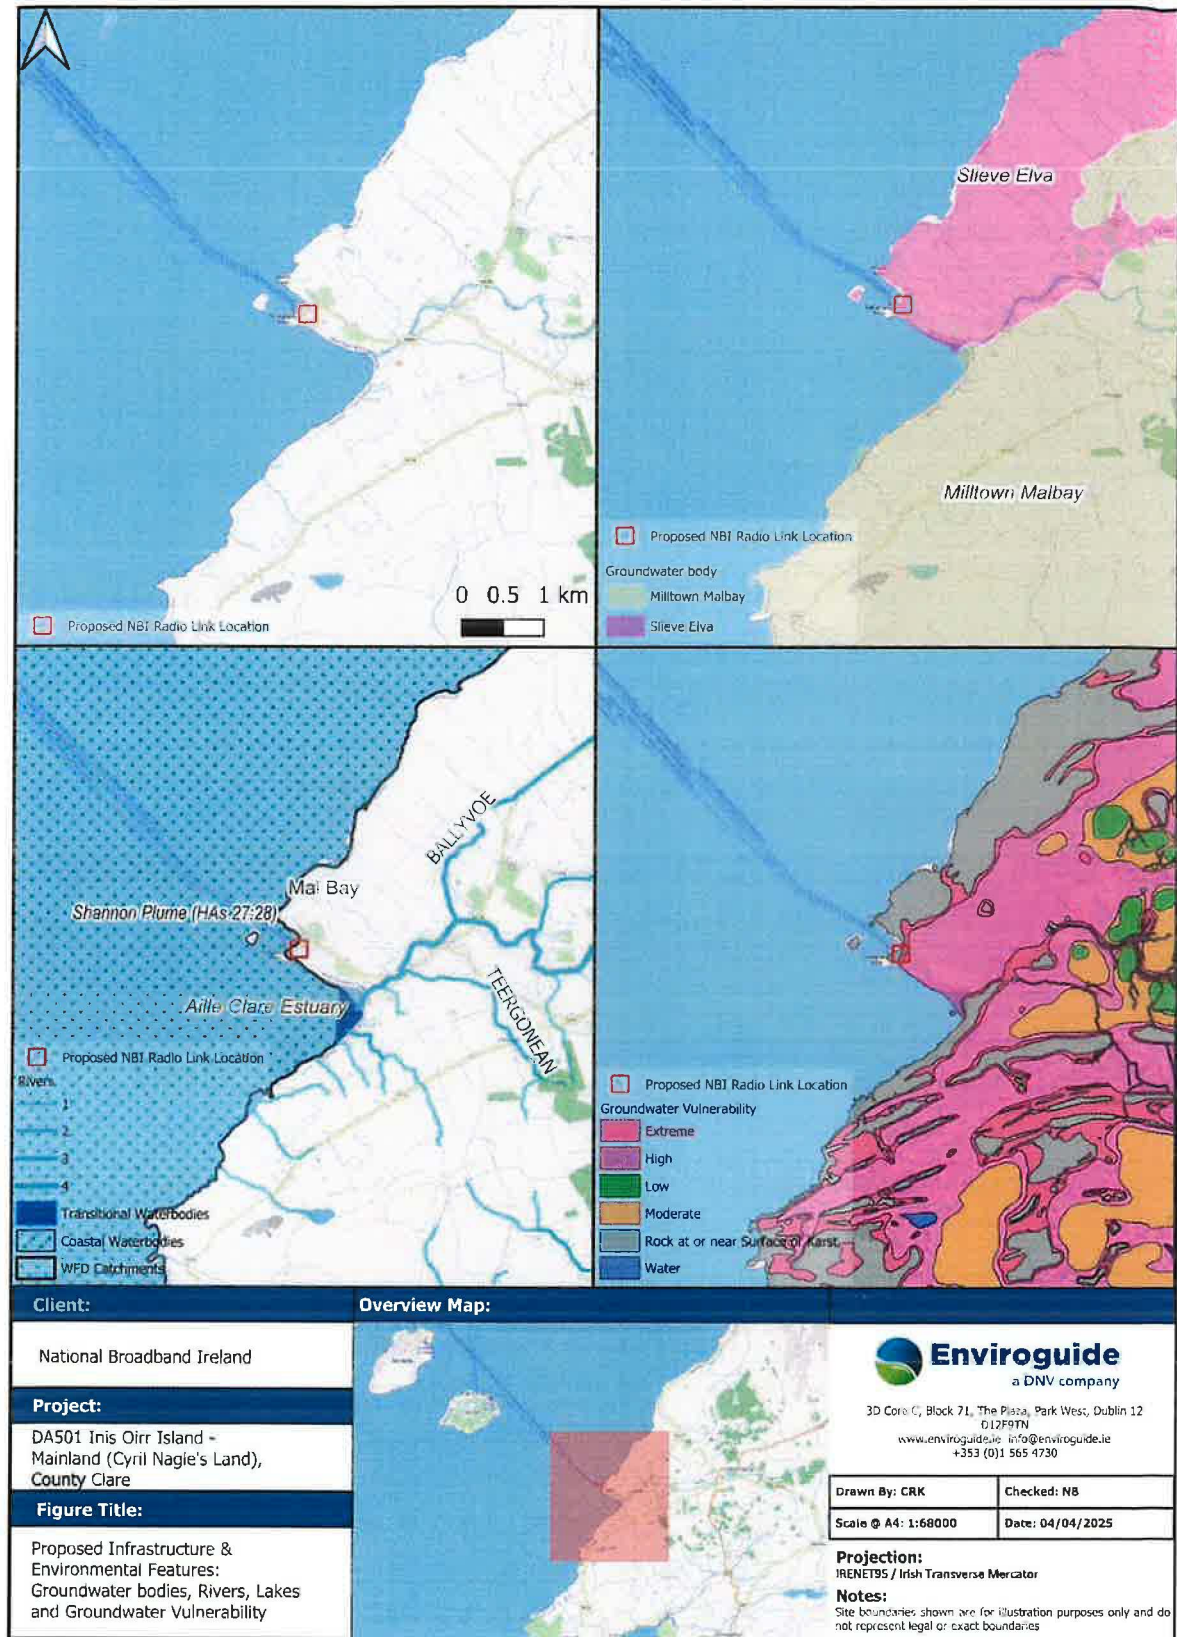 0 0.5 1 km
Proposed NBI Radio Link Location
Slieve Elva
Milltown Malbay
Proposed NBI Radio Link Location
Groundwater body
Milltown Malbay
Slieve Elva
BALLYVOE
Mal Bay
Shannon Plume (HAs 27;28)
Aille Clare Estuary
TEERGONEAN
Proposed NBI Radio Link Location
Rivers
1
2
3
4
Transitional Waterbodies
Coastal Waterbodies
WFD Catchments
Proposed NBI Radio Link Location
Groundwater Vulnerability
Extreme
High
Low
Moderate
Rock at or near Surface or Karst
Water
Client:
National Broadband Ireland
Project:
DA501 Inis Oirr Island -
Mainland (Cyril Nagle's Land),
County Clare
Figure Title:
Proposed Infrastructure &
Environmental Features:
Groundwater bodies, Rivers, Lakes
and Groundwater Vulnerability
Overview Map:
Enviroguide
a DNV company
3D Core C, Block 71, The Plaza, Park West, Dublin 12
D12F9TN
www.enviroguide.ie info@enviroguide.ie
+353 (0)1 565 4730
Drawn By: CRK
Checked: NB
Scale @ A4: 1:68000
Date: 04/04/2025
Projection:
IRENET95 / Irish Transverse Mercator
Notes:
Site boundaries shown are for illustration purposes only and do
not represent legal or exact boundaries